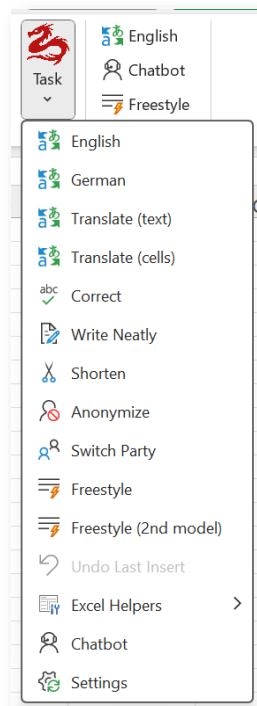 Task
English
Chatbot
Freestyle
English
German
Translate (text)
Translate (cells)
abc
Correct
Write Neatly
Shorten
Anonymize
Switch Party
Freestyle
Freestyle (2nd model)
Undo Last Insert
Excel Helpers
Chatbot
Settings